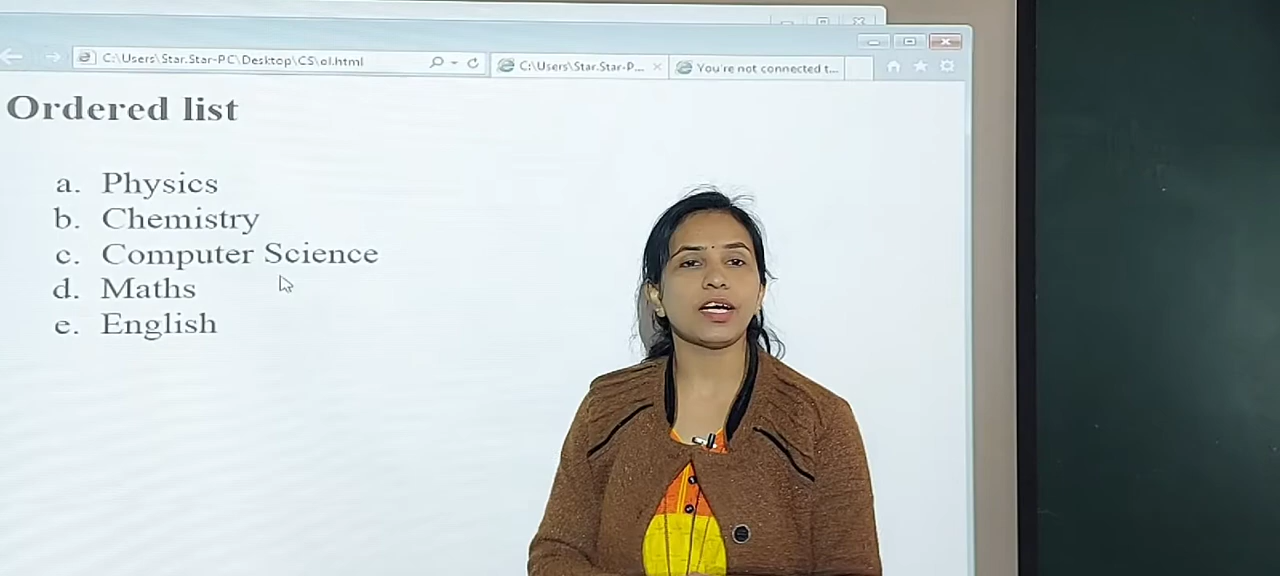 C:\Users\Star.Star-PC\Desktop\CS\ol.html
C:\Users\Star.Star-P...
You're not connected t...
Ordered list
a. Physics
b. Chemistry
c. Computer Science
d. Maths
e. English